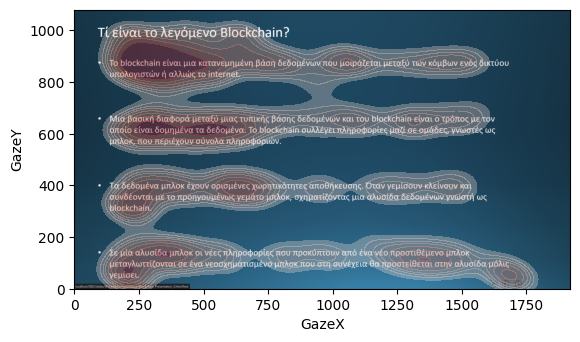 Τί είναι το λεγόμενο Blockchain?
• Το blockchain είναι μια κατανεμημένη βάση δεδομένων που μοιράζεται μεταξύ των κόμβων ενός δικτύου
υπολογιστών ή αλλιώς το internet.
• Μια βασική διαφορά μεταξύ μιας τυπικής βάσης δεδομένων και του blockchain είναι ο τρόπος με τον
οποίο είναι δομημένα τα δεδομένα. Το blockchain συλλέγει πληροφορίες μαζί σε ομάδες, γνωστές ως
μπλοκ, που περιέχουν σύνολα πληροφοριών.
• Τα δεδομένα μπλοκ έχουν ορισμένες χωρητικότητες αποθήκευσης. Όταν γεμίσουν κλείνουν και
συνδέονται με το προηγουμένως γεμάτο μπλοκ, σχηματίζοντας μια αλυσίδα δεδομένων γνωστή ως
blockchain.
• Σε μια αλυσίδα μπλοκ οι νέες πληροφορίες που προκύπτουν από ένα νέο προστιθέμενο μπλοκ
μεταγλωττίζονται σε ένα νεοσχηματισμένο μπλοκ που στη συνέχεια θα προστεθεί στην αλυσίδα μόλις
γεμίσει.
GazeY
1000
800
600
400
200
0
0 250 500 750 1000 1250 1500 1750
GazeX